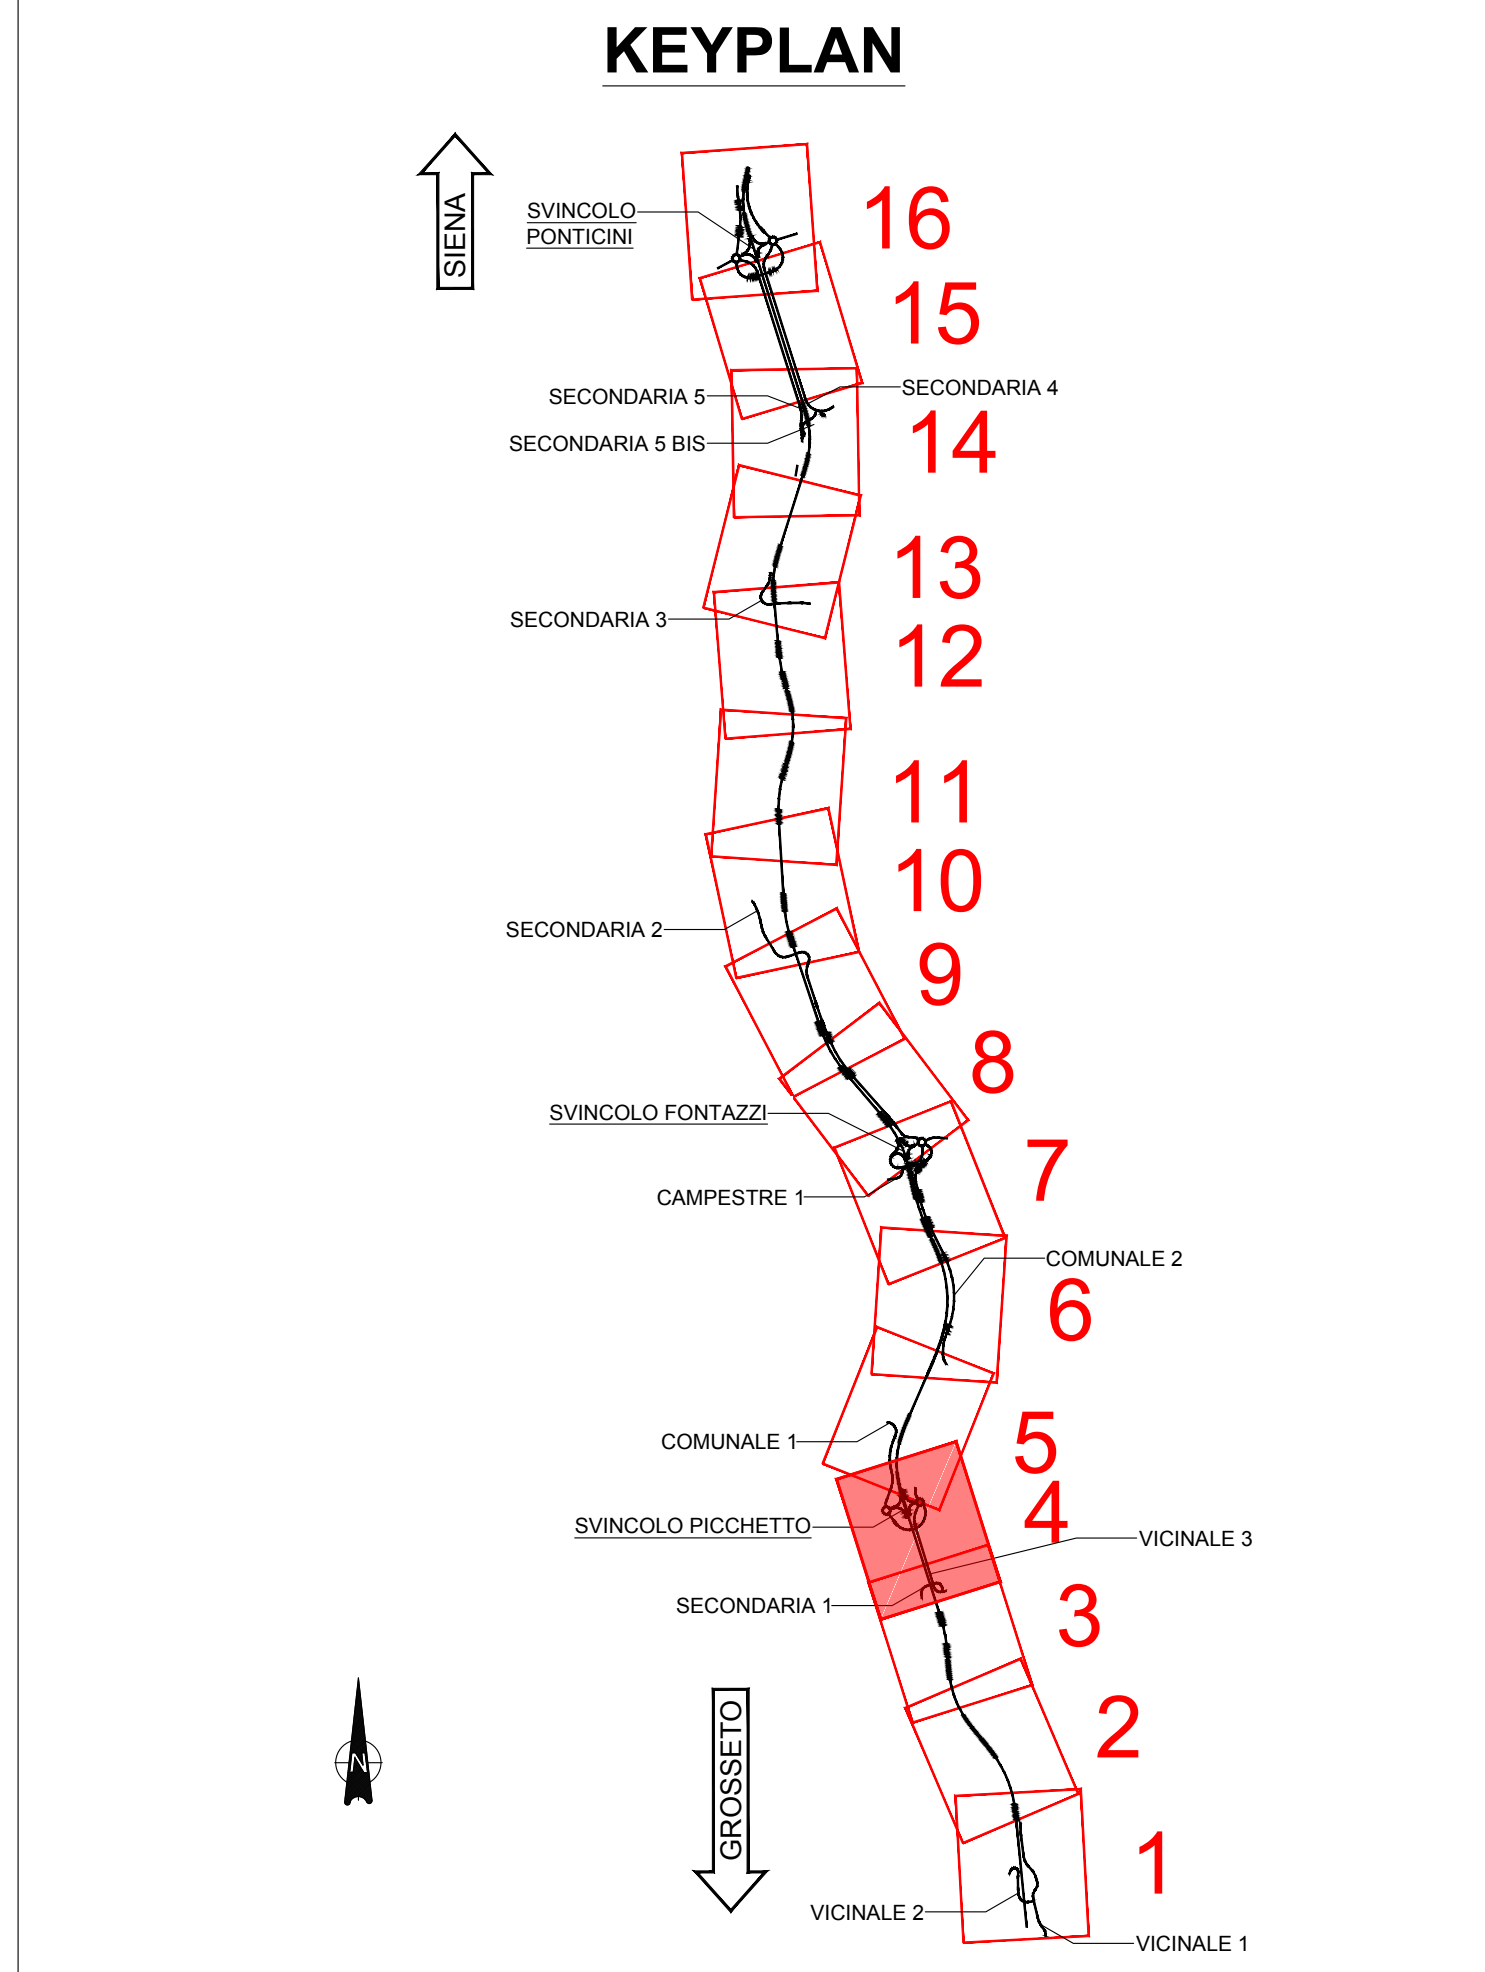 KEYPLAN
SIENA
SVINCOLO
PONTICINI
16
15
SECONDARIA 5
SECONDARIA 4
SECONDARIA 5 BIS
14
13
SECONDARIA 3
12
11
10
SECONDARIA 2
9
8
SVINCOLO FONTAZZI
7
CAMPESTRE 1
COMUNALE 2
6
COMUNALE 1
5
4
SVINCOLO PICCHETTO
VICINALE 3
SECONDARIA 1
3
N
GROSSETO
2
1
VICINALE 2
VICINALE 1